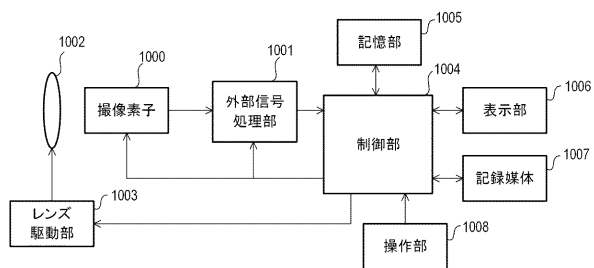 1005
記憶部
1002
1000
1001
1004
1006
撮像素子
外部信号
処理部
制御部
表示部
1007
記録媒体
1003
レンズ
駆動部
操作部
1008